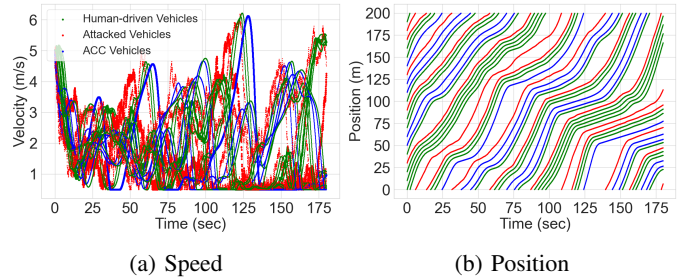 Human-driven Vehicles
Attacked Vehicles
ACC Vehicles
6
5
4
3
2
1
Velocity (m/s)
0 25 50 75 100 125 150 175
Time (sec)
(a) Speed
200
175
150
125
100
75
50
25
0
Position (m)
0 25 50 75 100 125 150 175
Time (sec)
(b) Position